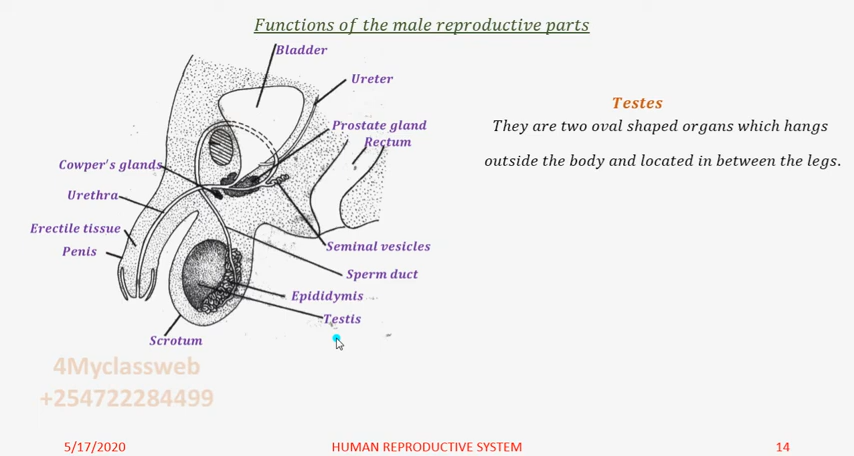 Functions of the male reproductive parts
Bladder
Ureter
Prostate gland
Rectum
Cowper's glands
Urethra
Erectile tissue
Penis
Seminal vesicles
Sperm duct
Epididymis
Testis
Scrotum
Testes
They are two oval shaped organs which hangs
outside the body and located in between the legs.
4Myclassweb
+254722284499
5/17/2020
HUMAN REPRODUCTIVE SYSTEM
14